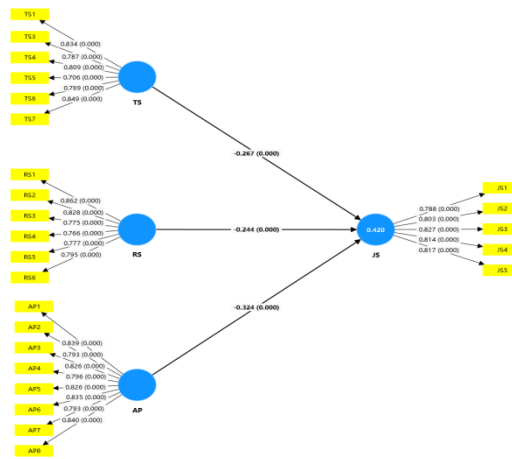 TS1
TS3
TS4
TS5
TS6
TS7
0.834 (0.000)
0.787 (0.000)
0.809 (0.000)
0.706 (0.000)
0.769 (0.000)
0.849 (0.000)
TS
-0.267 (0.000)
RS1
RS2
RS3
RS4
RS5
RS6
0.862 (0.000)
0.828 (0.000)
0.775 (0.000)
0.766 (0.000)
0.777 (0.000)
0.795 (0.000)
RS
-0.244 (0.000)
AP1
AP2
AP3
AP4
AP5
AP6
AP7
AP8
0.839 (0.000)
0.793 (0.000)
0.826 (0.000)
0.796 (0.000)
0.826 (0.000)
0.835 (0.000)
0.793 (0.000)
0.840 (0.000)
AP
-0.324 (0.000)
0.420
JS
0.788 (0.000)
0.803 (0.000)
0.827 (0.000)
0.814 (0.000)
0.817 (0.000)
JS1
JS2
JS3
JS4
JS5